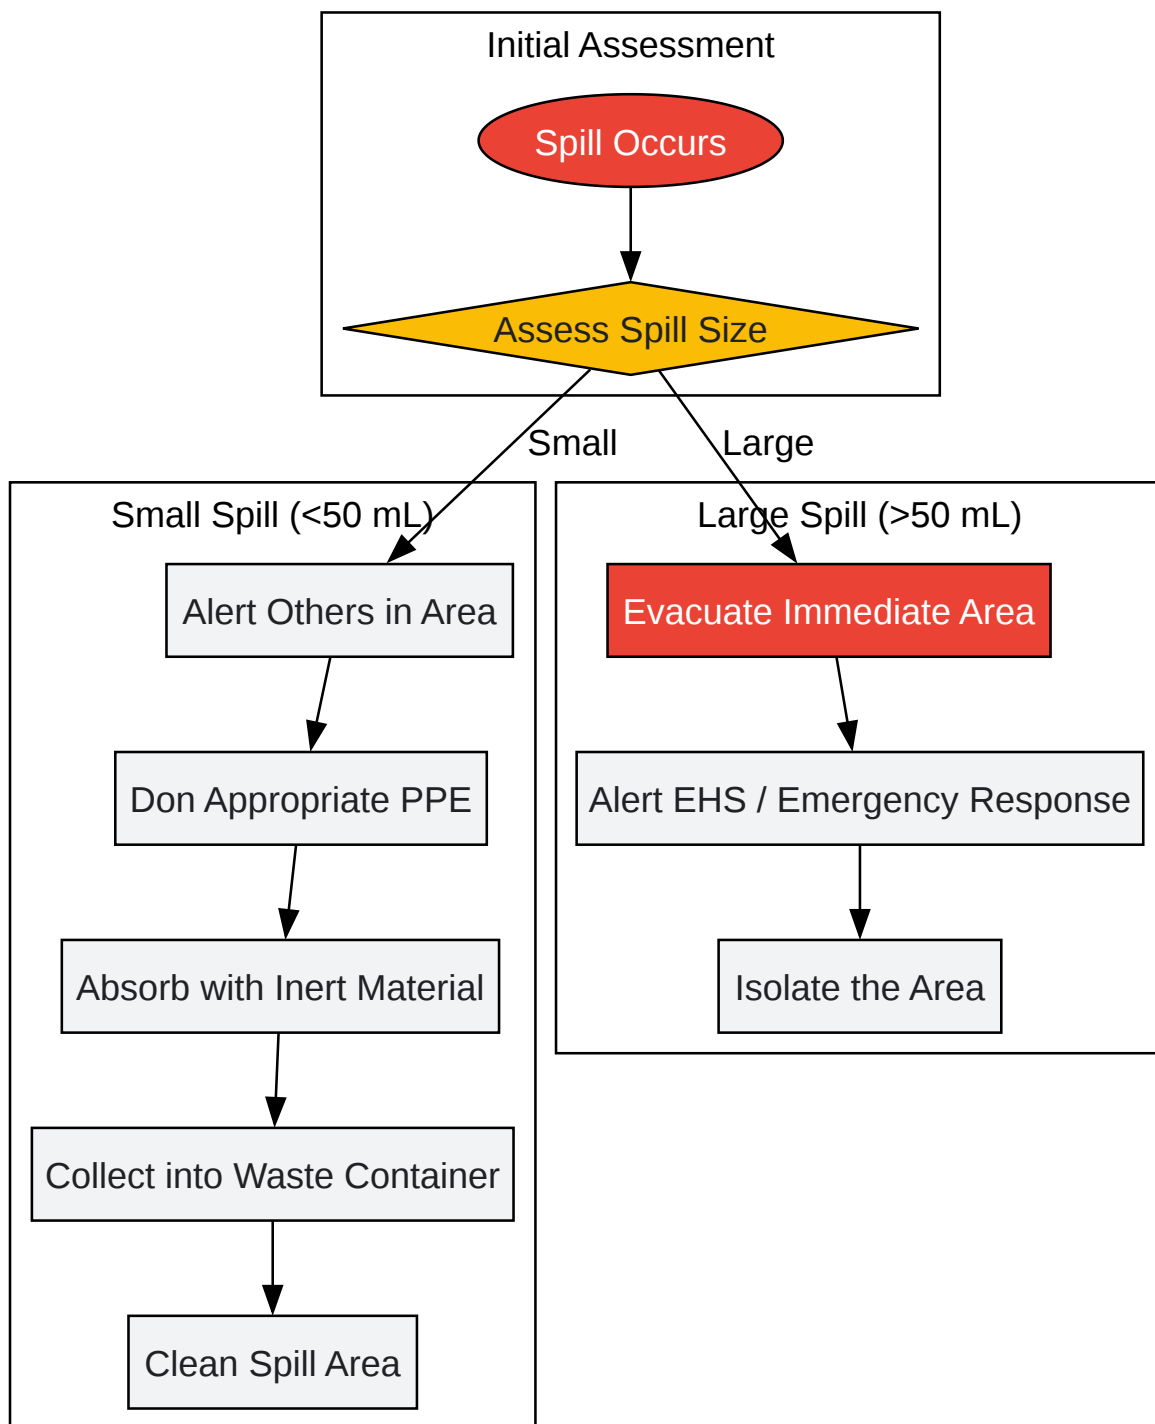 Initial Assessment
Spill Occurs
Assess Spill Size
Small
Large
Small Spill (<50 mL)
Alert Others in Area
Don Appropriate PPE
Absorb with Inert Material
Collect into Waste Container
Clean Spill Area
Large Spill (>50 mL)
Evacuate Immediate Area
Alert EHS / Emergency Response
Isolate the Area